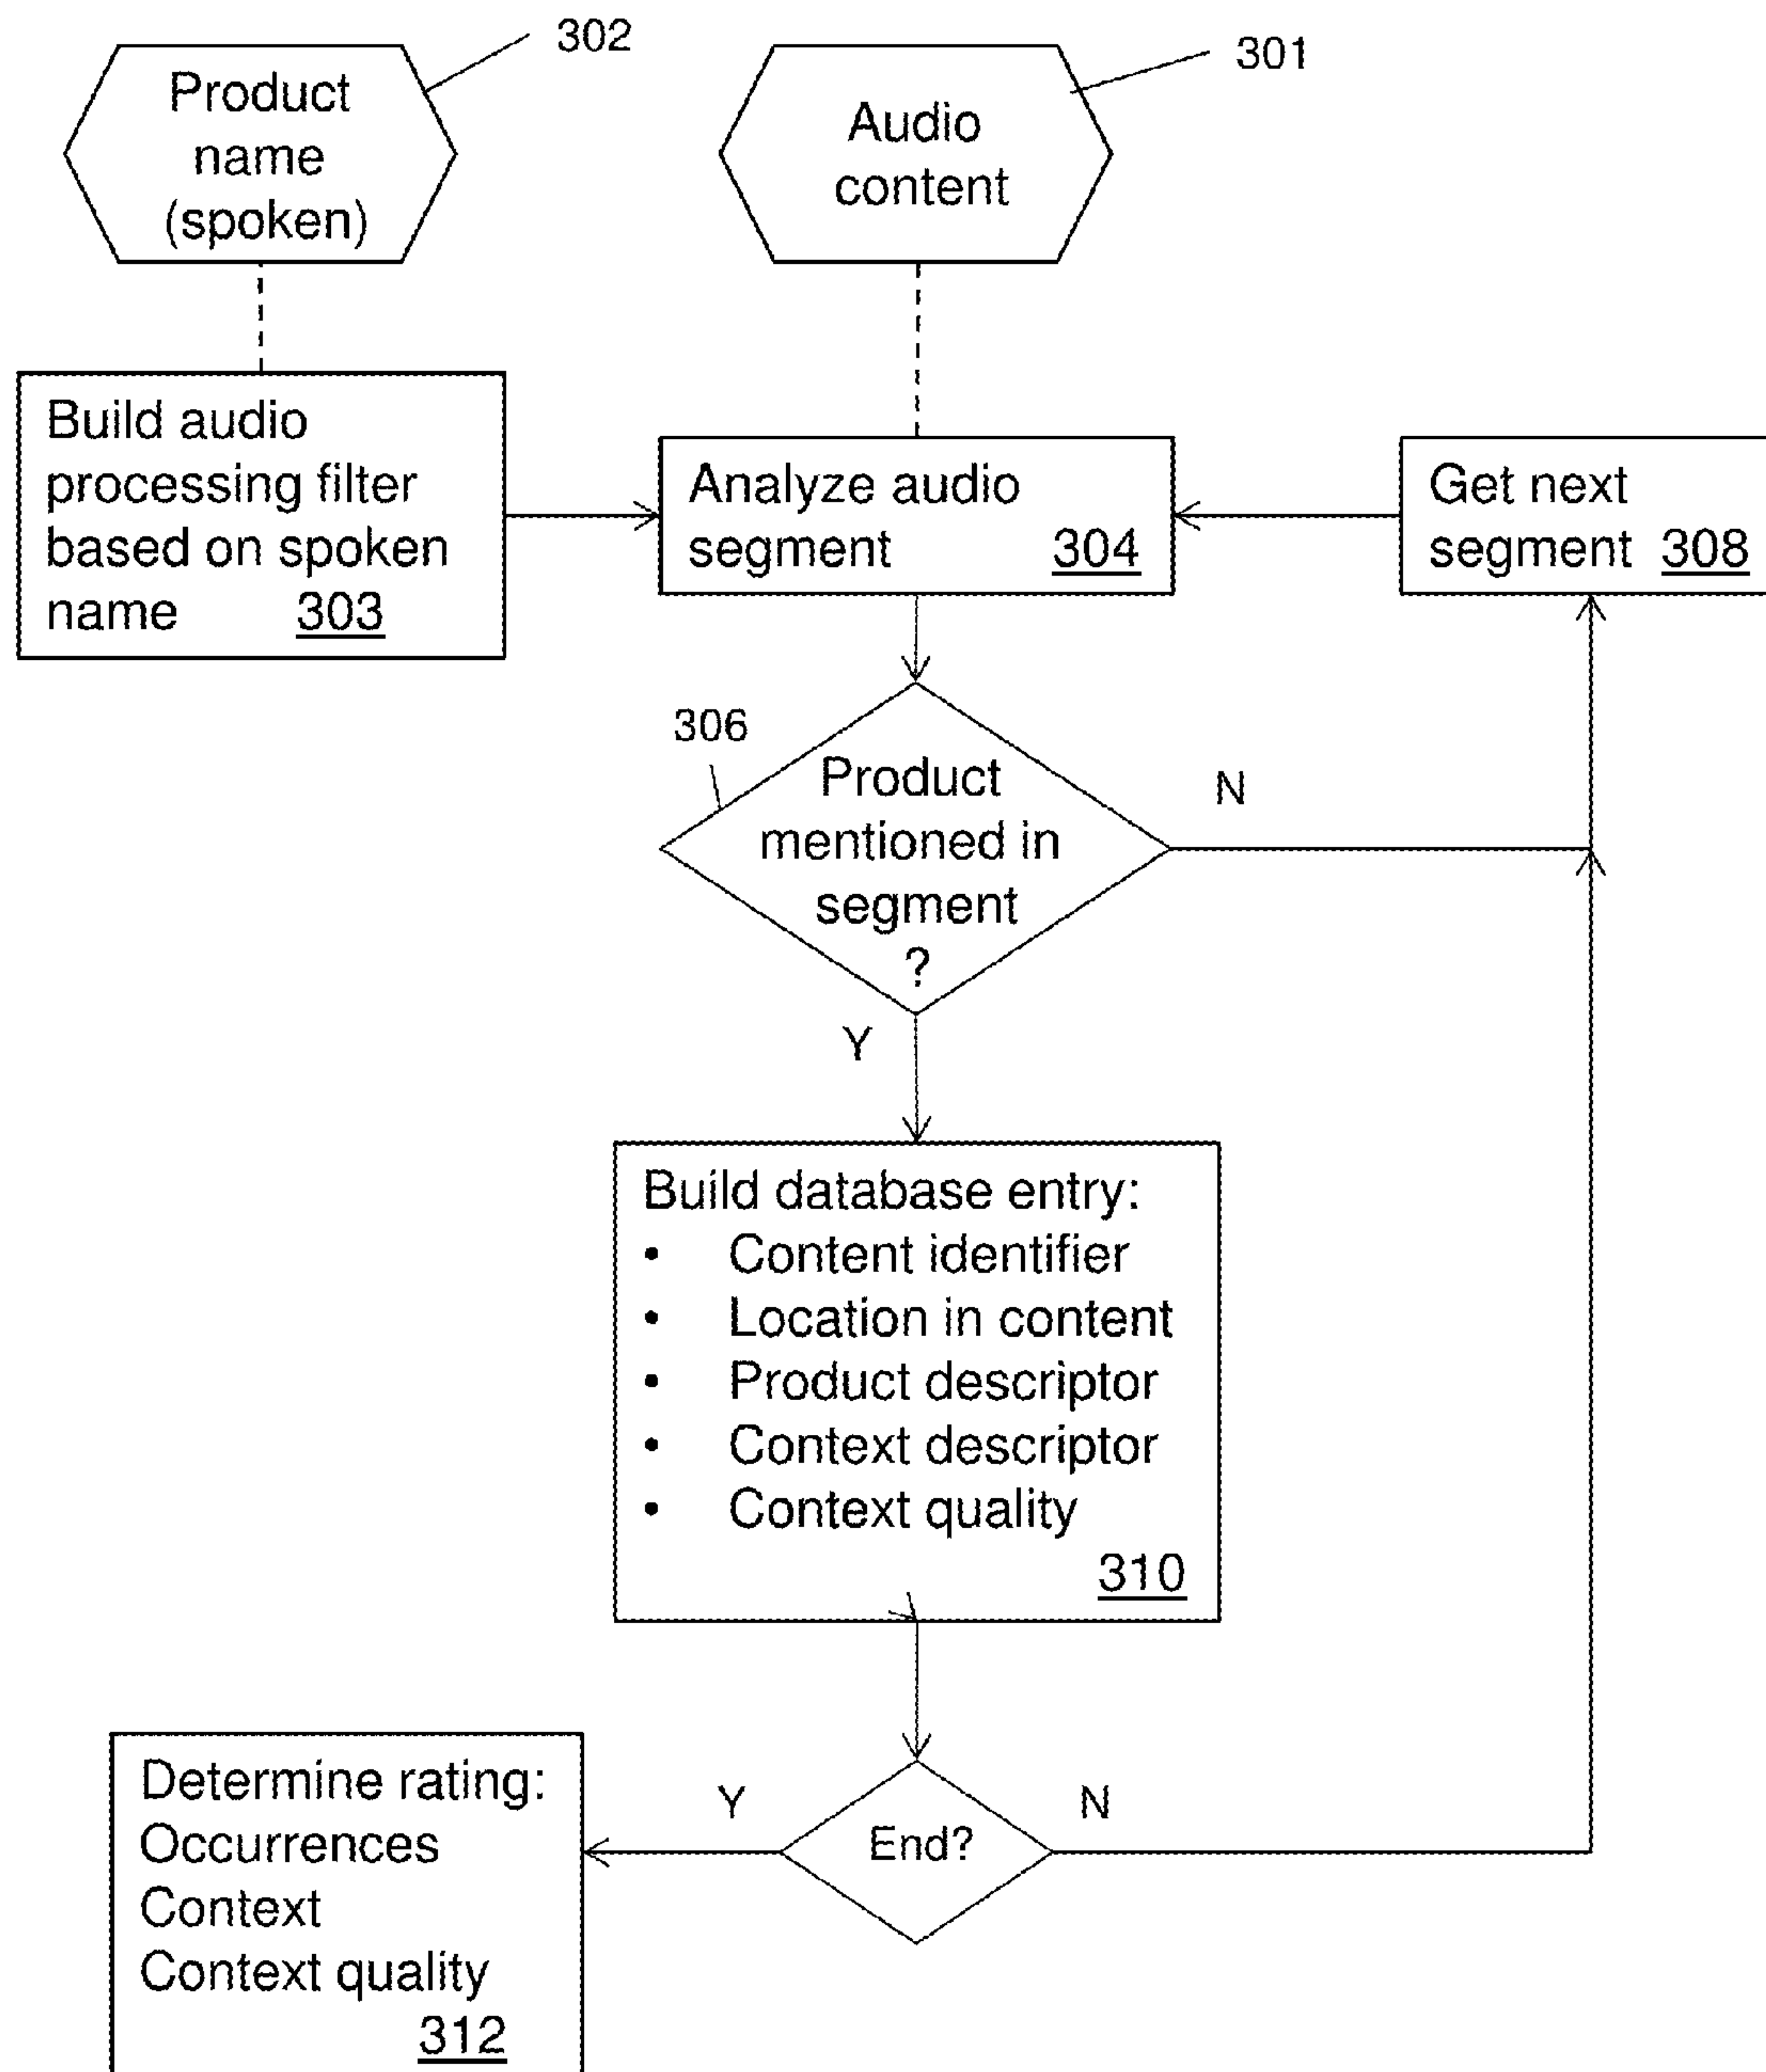 302
Product
name
(spoken)
301
Audio
content
Build audio
processing filter
based on spoken
name 303
Analyze audio
segment 304
Get next
segment 308
306
Product
mentioned in
segment
?
N
Y
Build database entry:
• Content identifier
• Location in content
• Product descriptor
• Context descriptor
• Context quality
310
Determine rating:
Occurrences
Context
Context quality
312
Y
End?
N